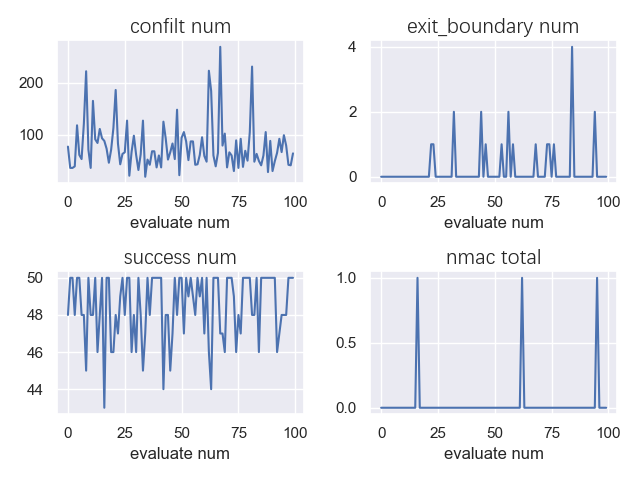 confilt num
exit_boundary num
200
100
0 25 50 75 100
evaluate num
4
2
0
0 25 50 75 100
evaluate num
success num
nmac total
50
48
46
44
0 25 50 75 100
evaluate num
1.0
0.5
0.0
0 25 50 75 100
evaluate num